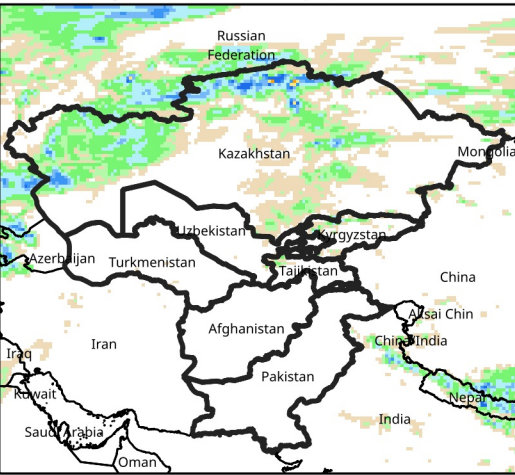 Russian
Federation
Kazakhstan
Mongolia
Uzbekistan
Kyrgyzstan
Azerbaijan
Turkmenistan
Tajikistan
China
Aksai Chin
Afghanistan
Iran
China/India
Iraq
Pakistan
Kuwait
Nepal
India
Saudi Arabia
Oman